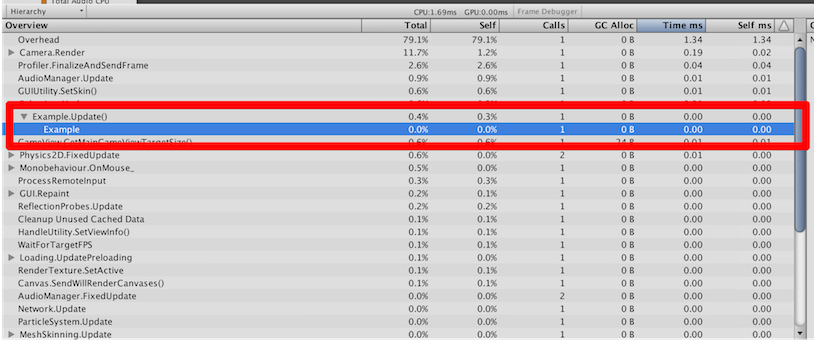 Total Audio CPU
Hierarchy CPU:1.69ms GPU:0.00ms Frame Debugger
Overview Total Self Calls GC Alloc Time ms Self ms
Overhead 79.1% 79.1% 1 0 B 1.34 1.34
Camera.Render 11.7% 1.2% 1 0 B 0.19 0.02
Profiler.FinalizeAndSendFrame 2.6% 2.6% 1 0 B 0.04 0.04
AudioManager.Update 0.9% 0.9% 1 0 B 0.01 0.01
GUIUtility.SetSkin() 0.6% 0.6% 1 0 B 0.01 0.01
Example.Update() 0.4% 0.3% 1 0 B 0.00 0.00
Example 0.0% 0.0% 1 0 B 0.00 0.00
GameView.GetMainGameViewTargetSize() 0.6% 0.6% 1 24 B 0.01 0.01
Physics2D.FixedUpdate 0.6% 0.0% 2 0 B 0.01 0.00
Monobehaviour.OnMouse_ 0.5% 0.0% 1 0 B 0.00 0.00
ProcessRemoteInput 0.3% 0.3% 1 0 B 0.00 0.00
GUI.Repaint 0.2% 0.1% 1 0 B 0.00 0.00
ReflectionProbes.Update 0.2% 0.2% 1 0 B 0.00 0.00
Cleanup Unused Cached Data 0.1% 0.1% 1 0 B 0.00 0.00
HandleUtility.SetViewInfo() 0.1% 0.1% 1 0 B 0.00 0.00
WaitForTargetFPS 0.1% 0.1% 1 0 B 0.00 0.00
Loading.UpdatePreloading 0.1% 0.0% 1 0 B 0.00 0.00
RenderTexture.SetActive 0.1% 0.1% 1 0 B 0.00 0.00
Canvas.SendWillRenderCanvases() 0.1% 0.1% 1 0 B 0.00 0.00
AudioManager.FixedUpdate 0.0% 0.0% 2 0 B 0.00 0.00
Network.Update 0.0% 0.0% 1 0 B 0.00 0.00
ParticleSystem.Update 0.0% 0.0% 1 0 B 0.00 0.00
MeshSkinning.Update 0.0% 0.0% 1 0 B 0.00 0.00